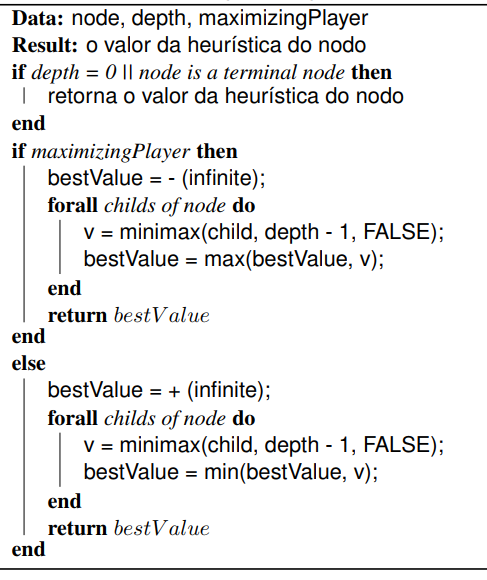 Data: node, depth, maximizingPlayer
Result: o valor da heurística do nodo
if depth = 0 || node is a terminal node then
retorna o valor da heurística do nodo
end
if maximizingPlayer then
bestValue = - (infinite);
forall childs of node do
v = minimax(child, depth - 1, FALSE);
bestValue = max(bestValue, v);
end
return bestValue
end
else
bestValue = + (infinite);
forall childs of node do
v = minimax(child, depth - 1, FALSE);
bestValue = min(bestValue, v);
end
return bestValue
end